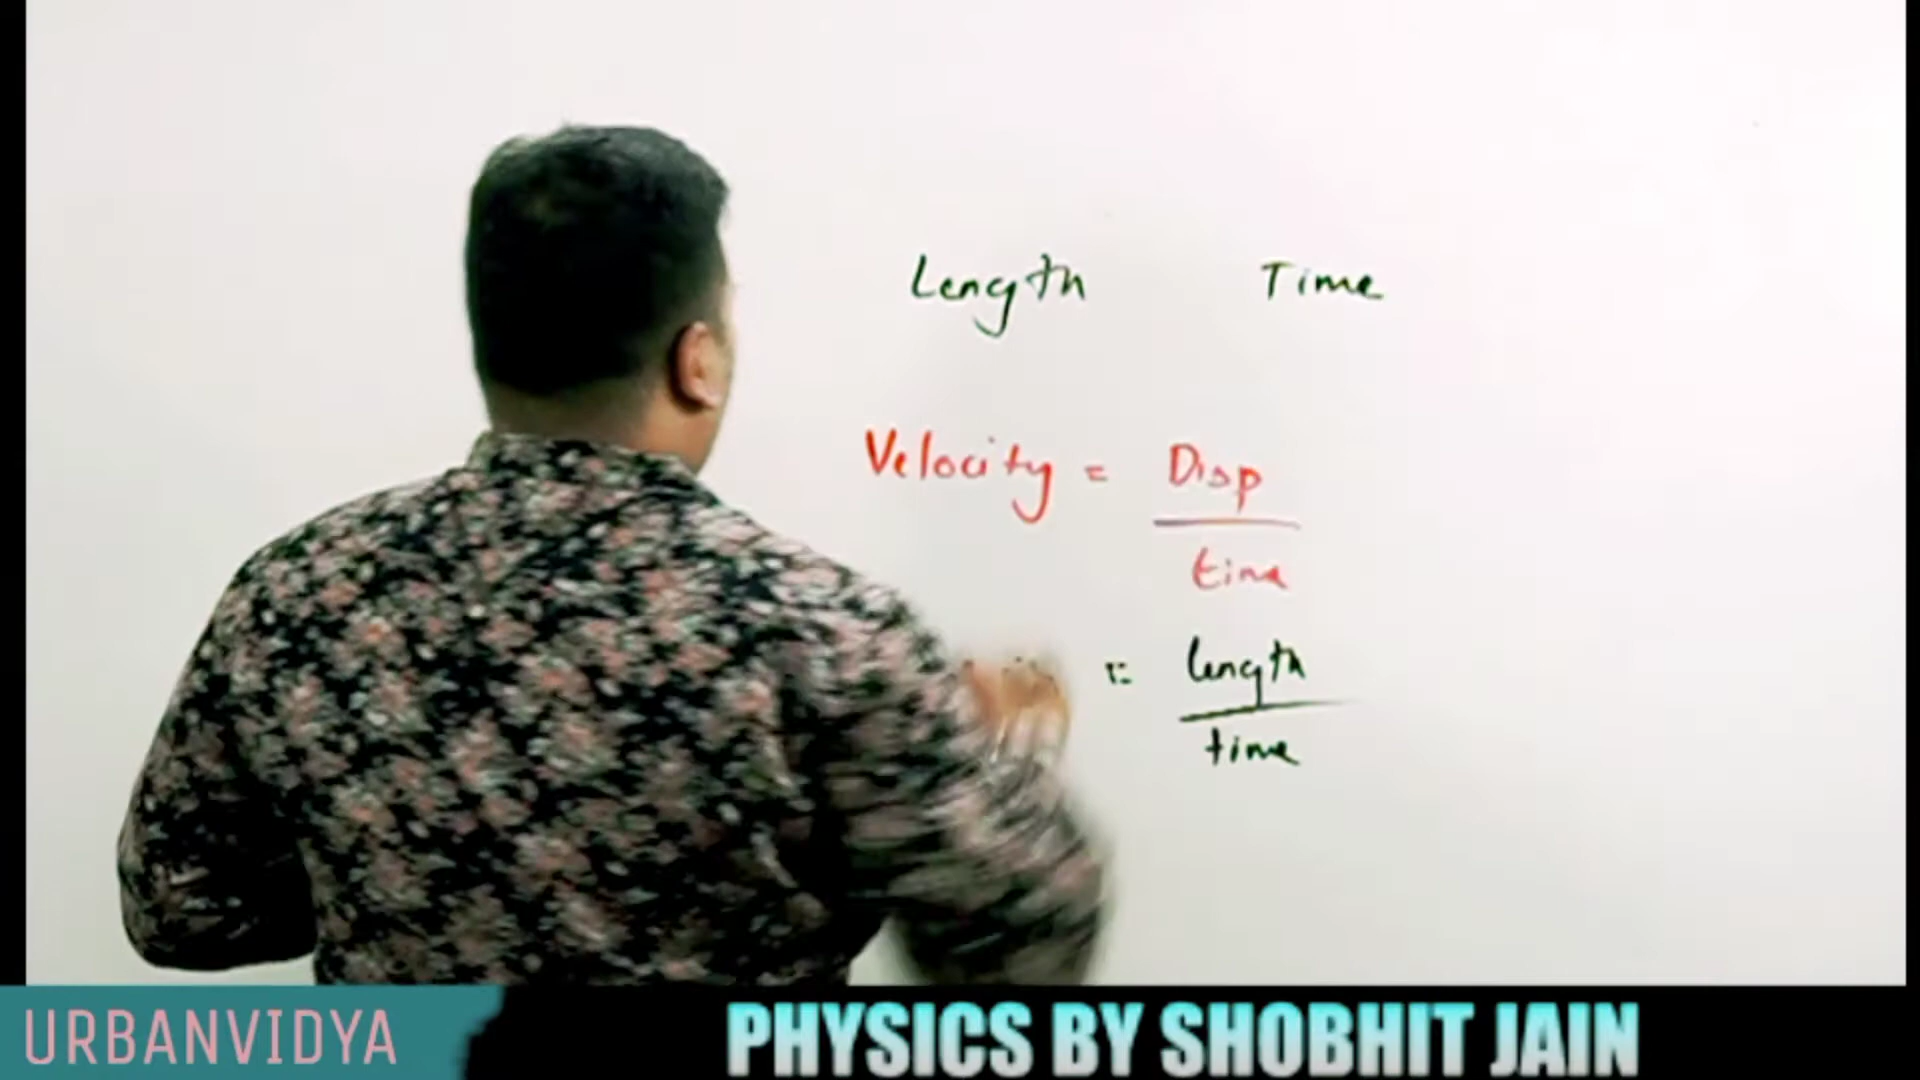 Length Time
Velocity = Disp
time
= length
time
URBANVIDYA
PHYSICS BY SHOBHIT JAIN